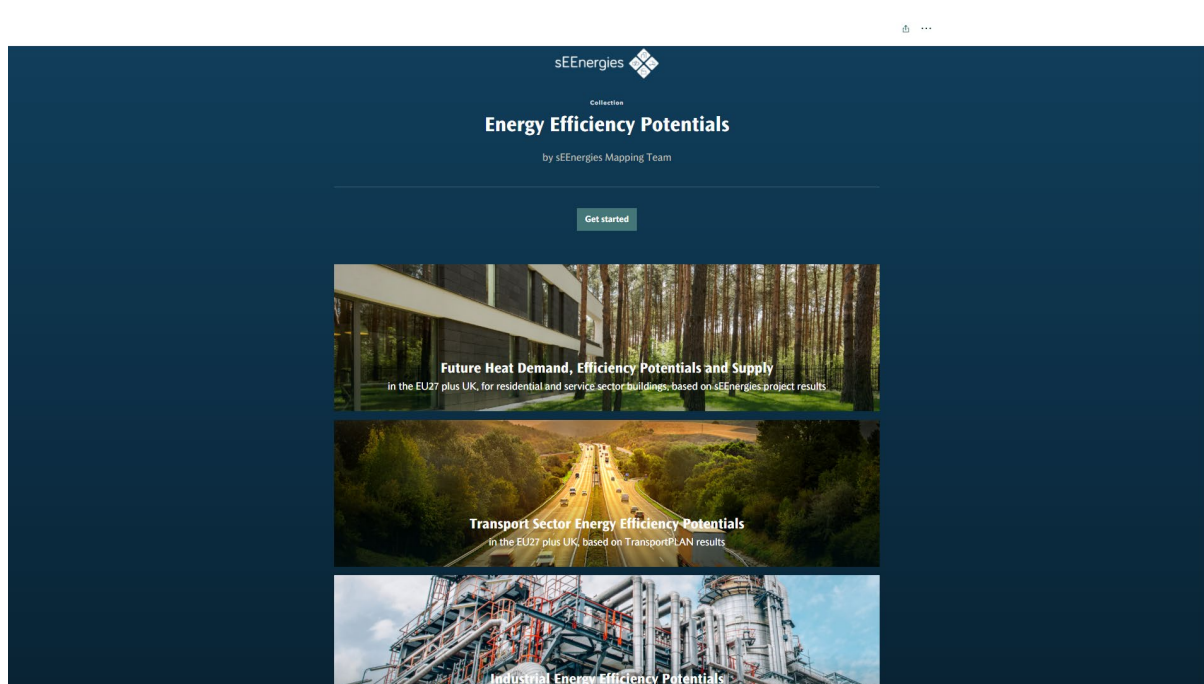 sEEnergies
Collection
Energy Efficiency Potentials
by sEEnergies Mapping Team
Get started
Future Heat Demand, Efficiency Potentials and Supply
in the EU27 plus UK, for residential and service sector buildings, based on sEEnergies project results
Transport Sector Energy Efficiency Potentials
in the EU27 plus UK, based on TransportPLAN results
Industrial Energy Efficiency Potentials